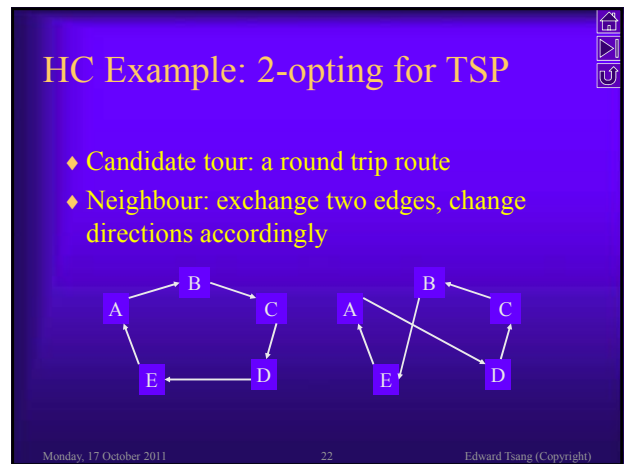 HC Example: 2-opting for TSP
♦ Candidate tour: a round trip route
♦ Neighbour: exchange two edges, change
directions accordingly
B
A
C
E
D
B
A
C
E
D
Monday, 17 October 2011
22
Edward Tsang (Copyright)